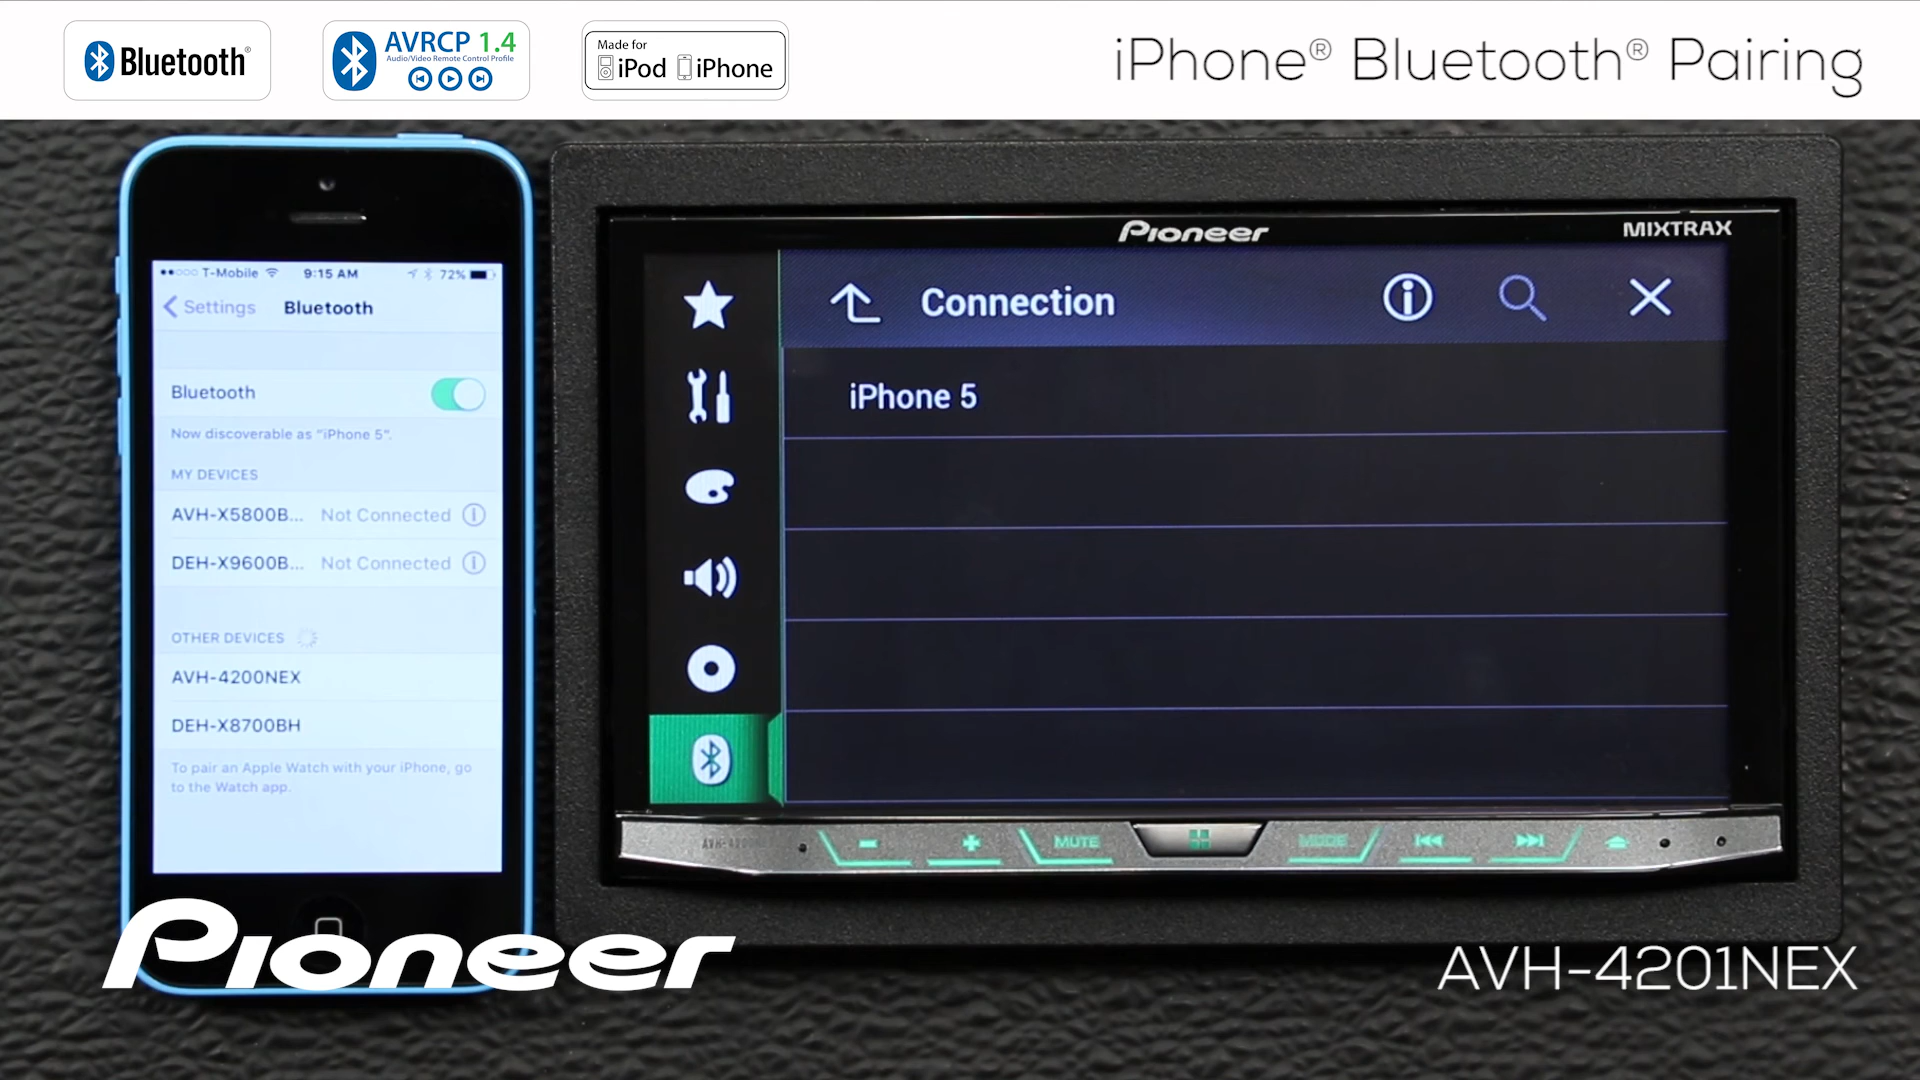 Bluetooth®
AVRCP 1.4
Audio/Video Remote Control Profile
Made for
iPod iPhone
iPhone® Bluetooth® Pairing
T-Mobile 9:15 AM 72%
Settings Bluetooth
Bluetooth
Now discoverable as "iPhone 5".
MY DEVICES
AVH-X5800B... Not Connected
DEH-X9600B... Not Connected
OTHER DEVICES
AVH-4200NEX
DEH-X8700BH
To pair an Apple Watch with your iPhone, go
to the Watch app.
Pioneer
MIXTRAX
Connection
iPhone 5
MUTE
MODE
Pioneer
AVH-4201NEX